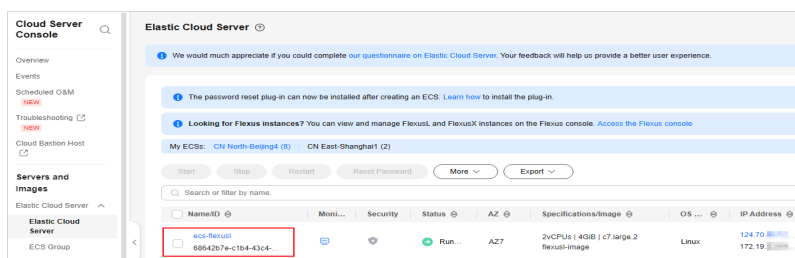 Cloud Server
Console
Overview
Events
Scheduled O&M
NEW
Troubleshooting
NEW
Cloud Bastion Host
Servers and
Images
Elastic Cloud Server
Elastic Cloud
Server
ECS Group
Elastic Cloud Server
We would much appreciate if you could complete our questionnaire on Elastic Cloud Server. Your feedback will help us provide a better user experience.
The password reset plug-in can now be installed after creating an ECS. Learn how to install the plug-in.
Looking for Flexus instances? You can view and manage FlexusL and FlexusX instances on the Flexus console. Access the Flexus console
My ECSs: CN North-Beijing4 (8) CN East-Shanghai1 (2)
Start Stop Restart Reset Password More Export
Search or filter by name.
Name/ID Moni... Security Status AZ Specifications/Image OS ... IP Address
ecs-flexusl
68642b7e-c1b4-43c4-...
Run...
AZ7
2vCPUs | 4GiB | c7.large.2
flexusl-image
Linux
124.70.
172.19.